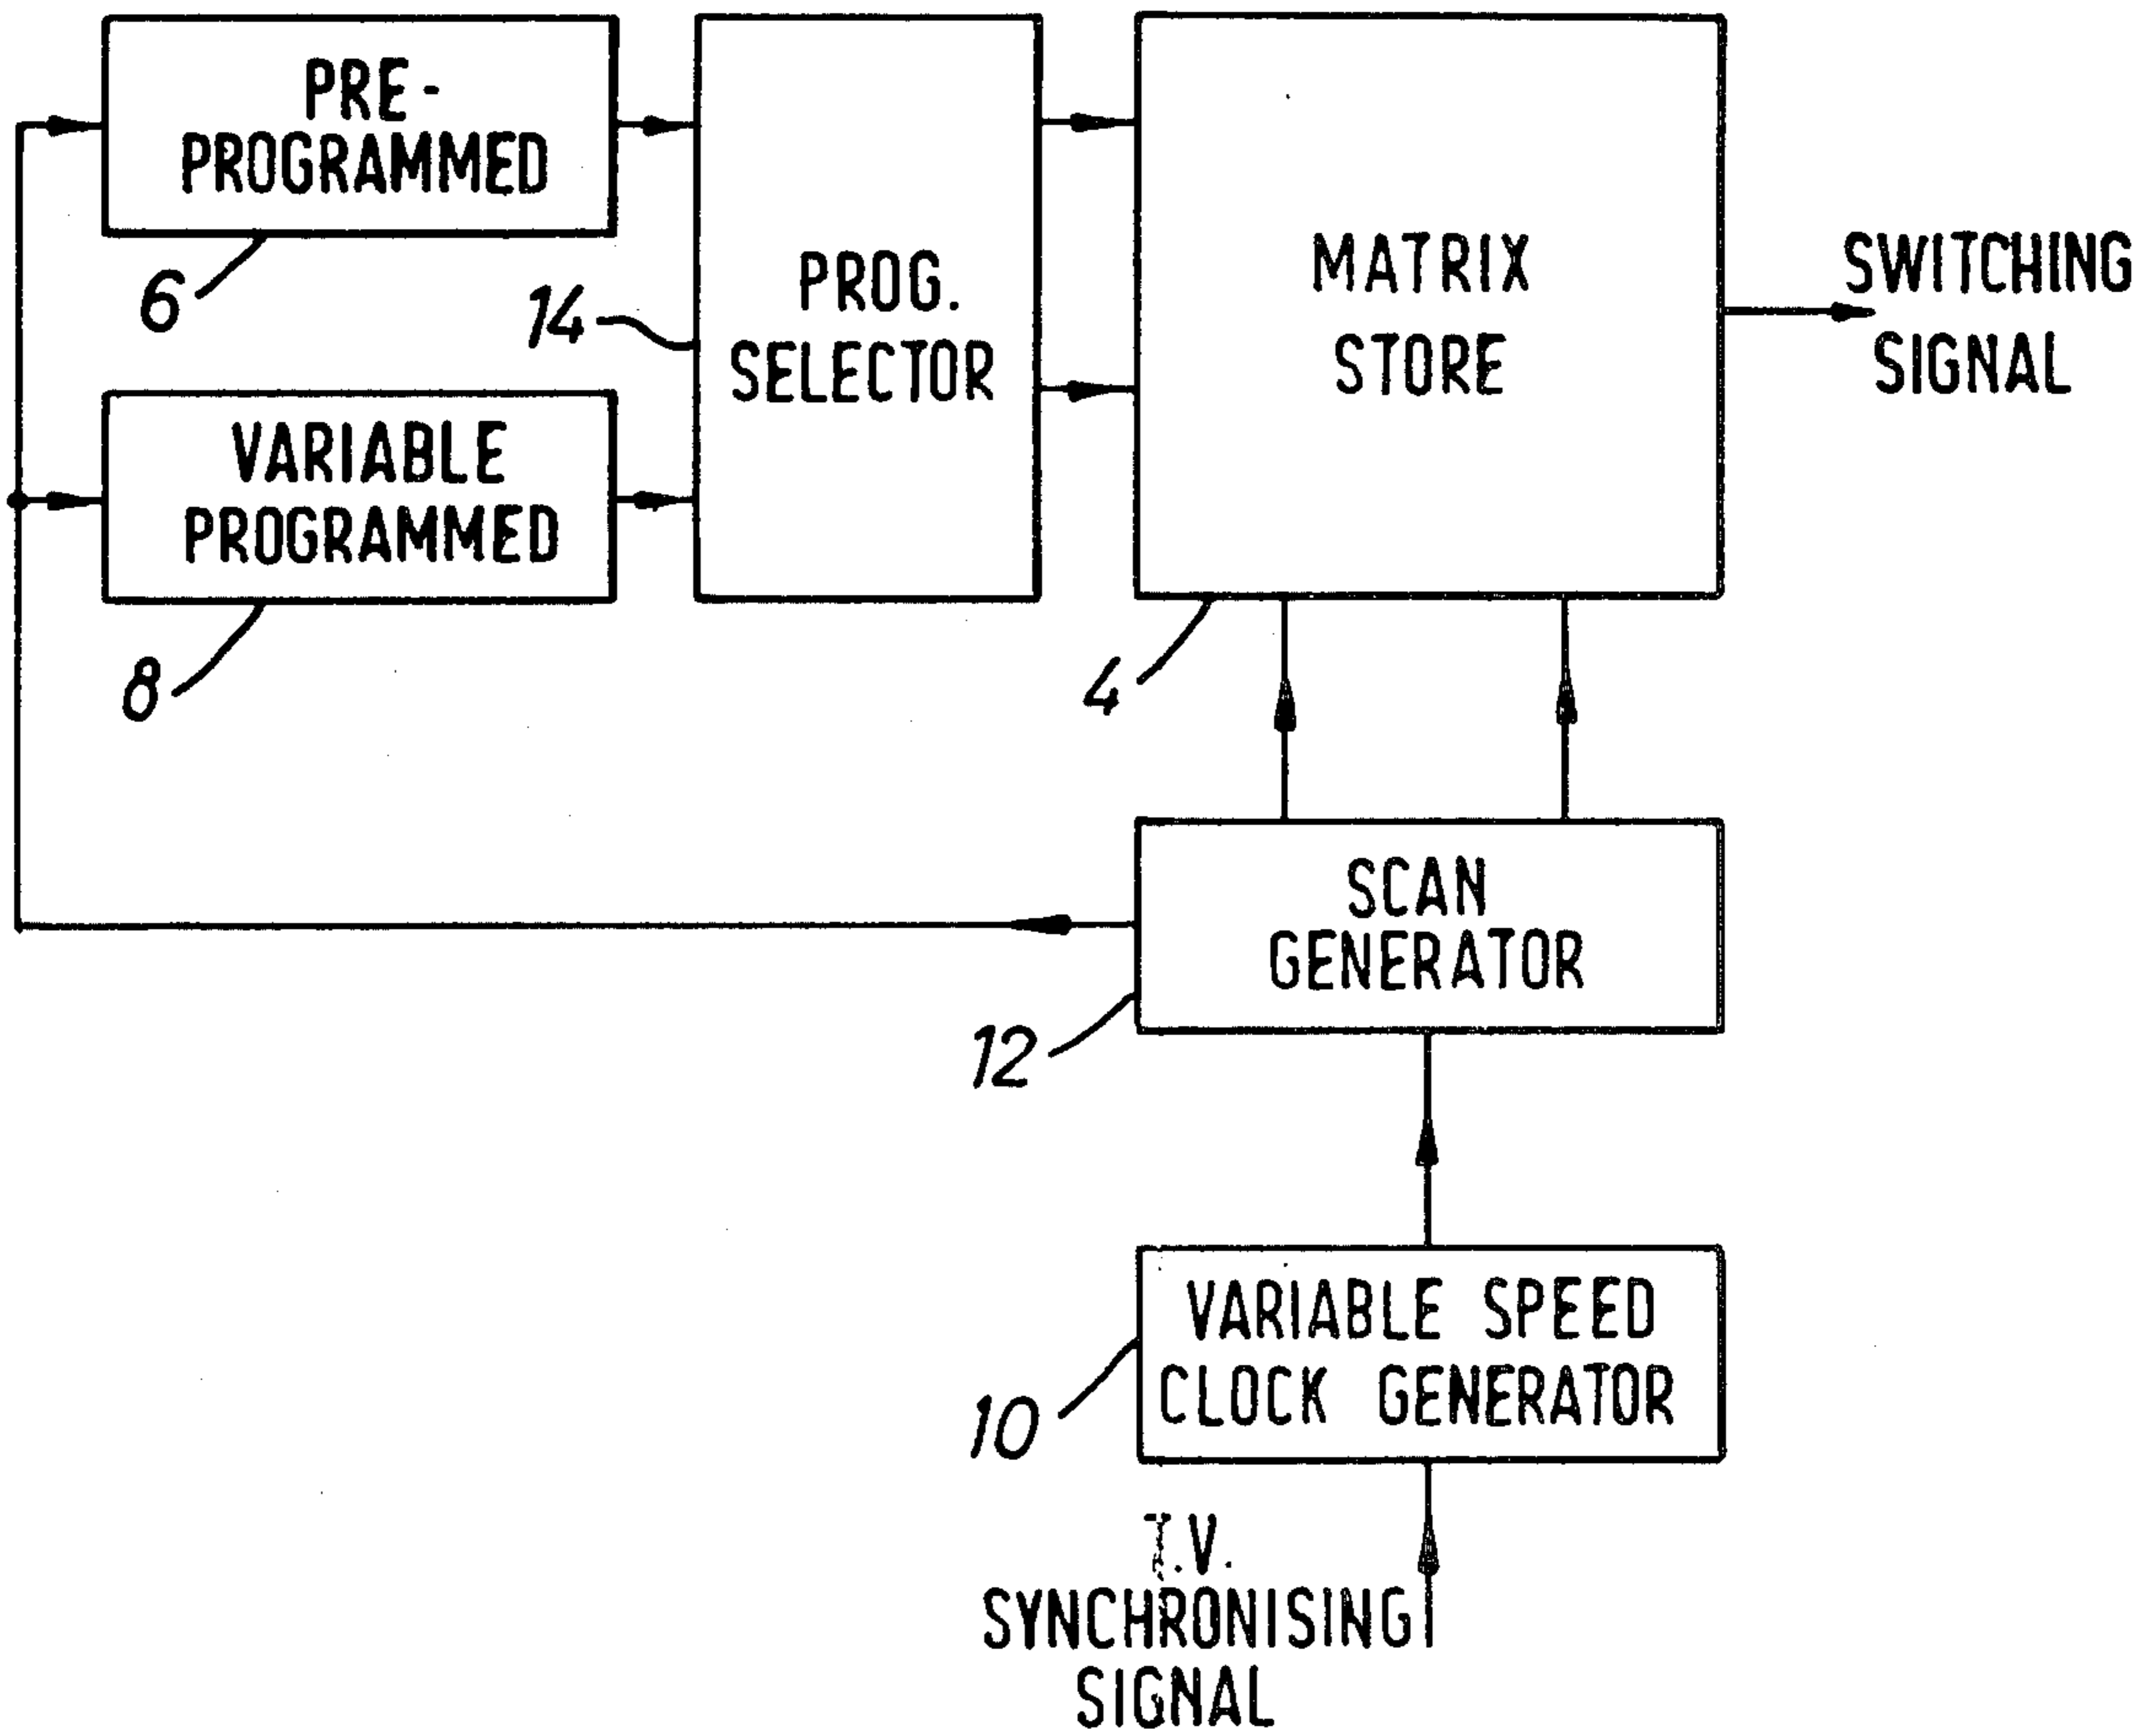 PRE-
PROGRAMMED
6
VARIABLE
PROGRAMMED
8
14
PROG.
SELECTOR
MATRIX
STORE
4
SWITCHING
SIGNAL
SCAN
GENERATOR
12
VARIABLE SPEED
CLOCK GENERATOR
10
T.V.
SYNCHRONISING
SIGNAL